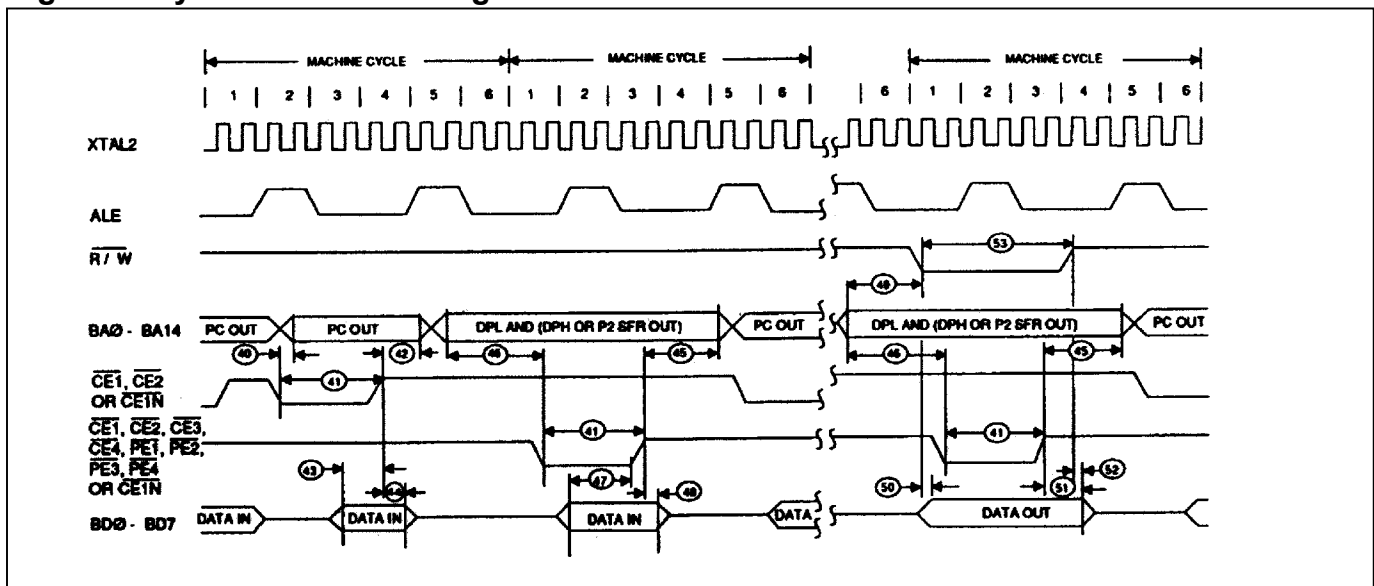 MACHINE CYCLE MACHINE CYCLE MACHINE CYCLE
1 2 3 4 5 6 1 2 3 4 5 6 6 1 2 3 4 5 6
XTAL2
ALE
R / W
53
49
BAØ - BA14 PC OUT PC OUT DPL AND (DPH OR P2 SFR OUT) PC OUT DPL AND (DPH OR P2 SFR OUT) PC OUT
40 42 46 45 46 45
CE1, CE2
OR CE1N
41
CE1, CE2, CE3,
CE4, PE1, PE2,
PE3, PE4
OR CE1N
41 41
43 44 47 48 50 51 52
BDØ - BD7 DATA IN DATA IN DATA IN DATA DATA OUT